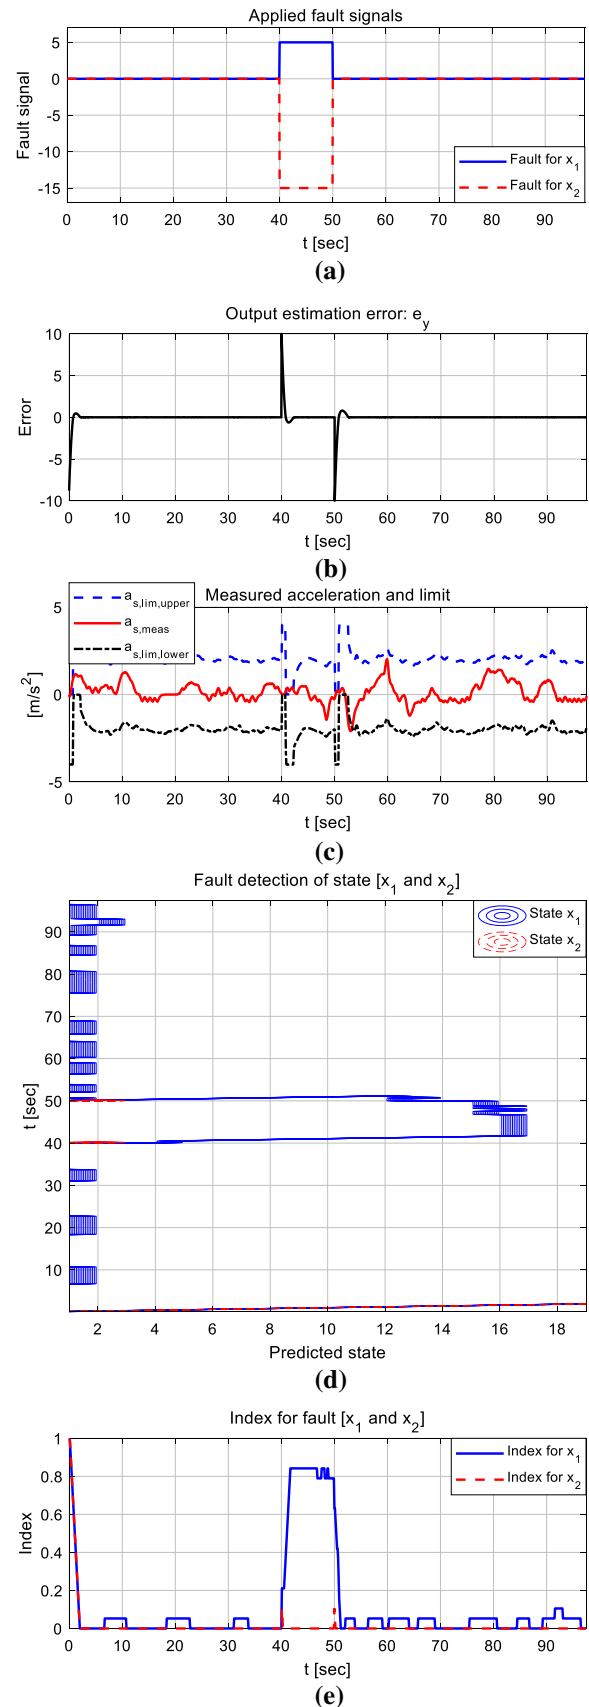 Applied fault signals
Fault signal
5
0
-5
-10
-15
Fault for x1
Fault for x2
0 10 20 30 40 50 60 70 80 90
t [sec]
(a)
Output estimation error: e_y
Error
10
5
0
-5
-10
0 10 20 30 40 50 60 70 80 90
t [sec]
(b)
a_s,lim,upper
a_s,meas
a_s,lim,lower
Measured acceleration and limit
[m/s²]
5
0
-5
0 10 20 30 40 50 60 70 80 90
t [sec]
(c)
Fault detection of state [x1 and x2]
State x1
State x2
t [sec]
90
80
70
60
50
40
30
20
10
2 4 6 8 10 12 14 16 18
Predicted state
(d)
Index for fault [x1 and x2]
Index for x1
Index for x2
Index
1
0.8
0.6
0.4
0.2
0
0 10 20 30 40 50 60 70 80 90
t [sec]
(e)